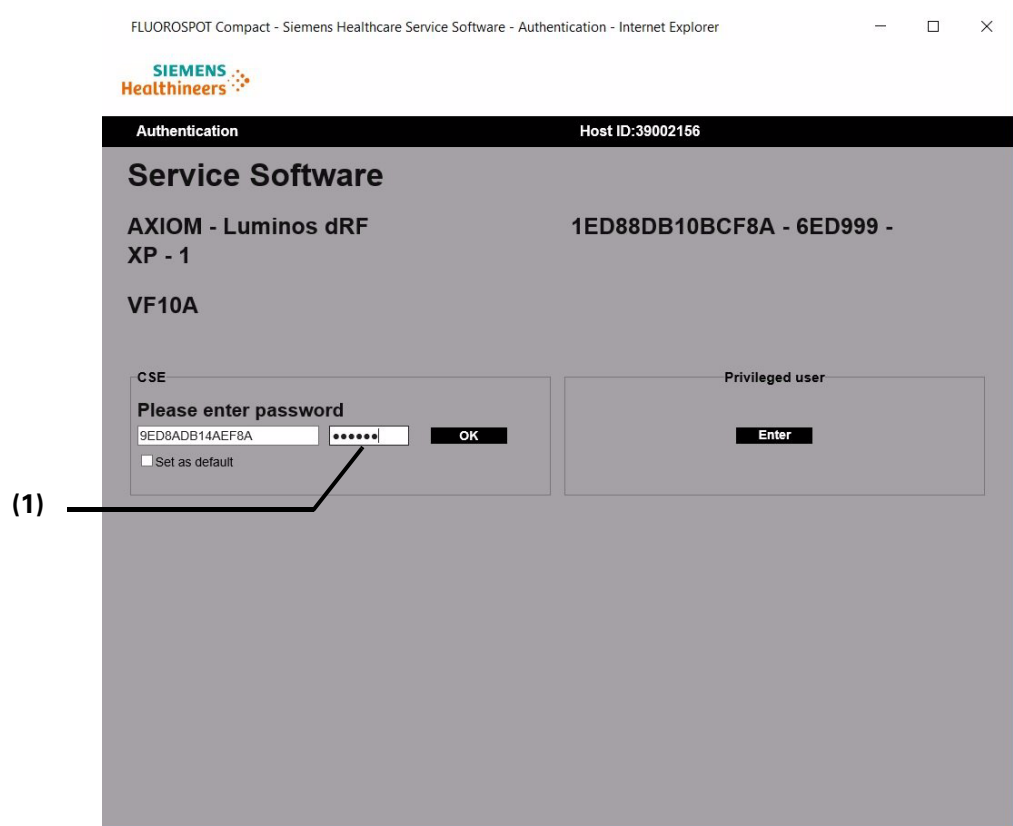 FLUOROSPOT Compact - Siemens Healthcare Service Software - Authentication - Internet Explorer
SIEMENS
Healthineers
Authentication Host ID:39002156
Service Software
AXIOM - Luminos dRF 1ED88DB10BCF8A - 6ED999 -
XP - 1
VF10A
CSE Privileged user
Please enter password
9ED8ADB14AEF8A ●●●●●● OK Enter
Set as default
(1)